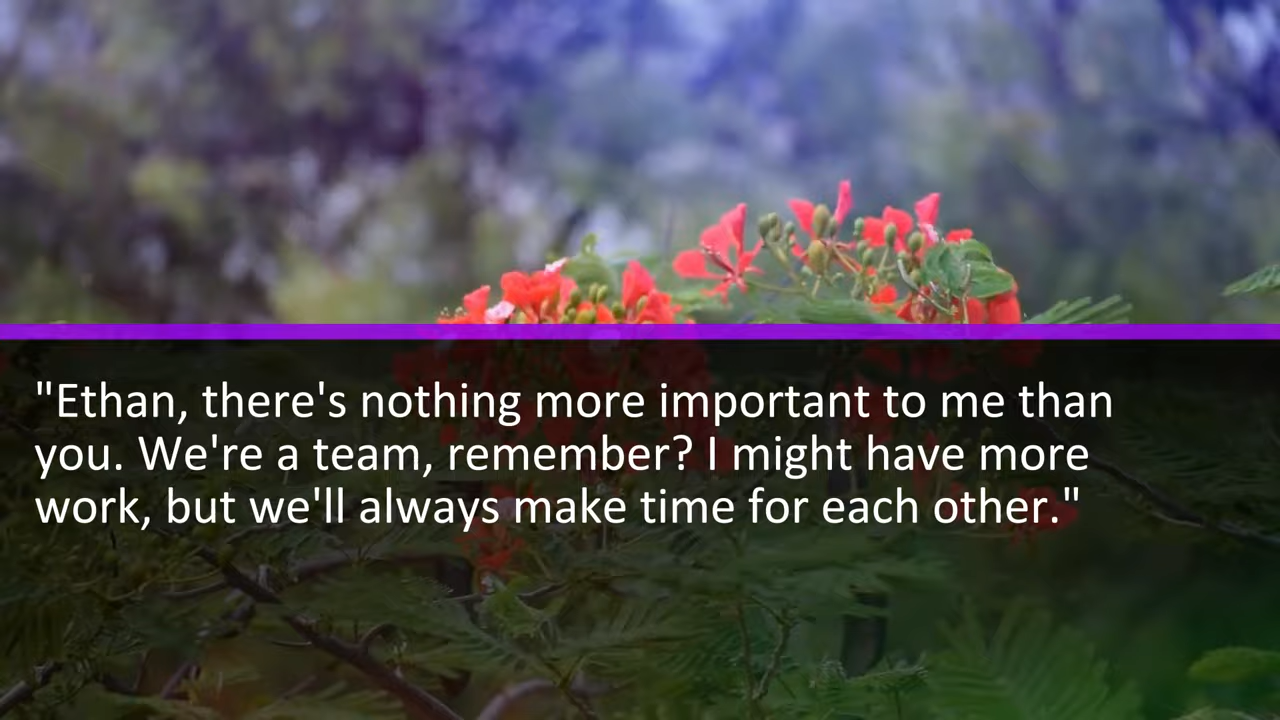 "Ethan, there's nothing more important to me than
you. We're a team, remember? I might have more
work, but we'll always make time for each other."